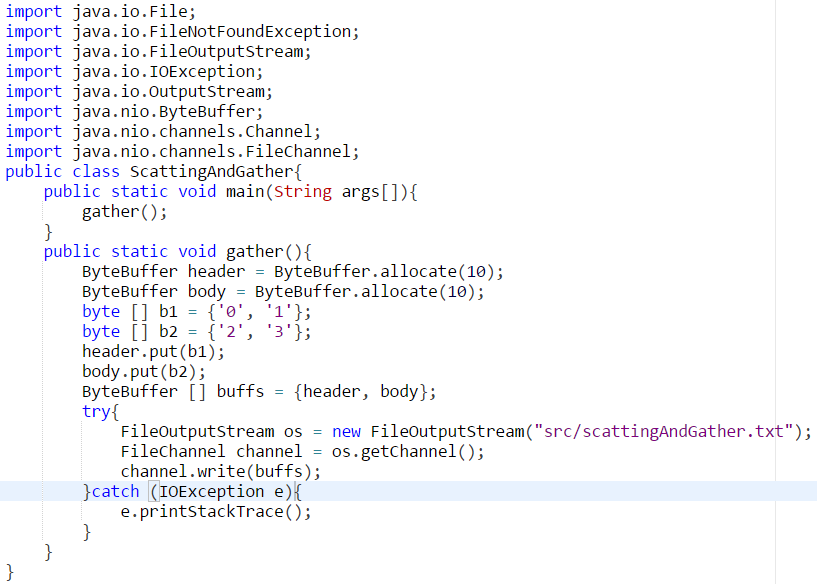 import java.io.File;
import java.io.FileNotFoundException;
import java.io.FileOutputStream;
import java.io.IOException;
import java.io.OutputStream;
import java.nio.ByteBuffer;
import java.nio.channels.Channel;
import java.nio.channels.FileChannel;
public class ScattingAndGather{
    public static void main(String args[]){
        gather();
    }
    public static void gather(){
        ByteBuffer header = ByteBuffer.allocate(10);
        ByteBuffer body = ByteBuffer.allocate(10);
        byte [] b1 = {'0', '1'};
        byte [] b2 = {'2', '3'};
        header.put(b1);
        body.put(b2);
        ByteBuffer [] buffs = {header, body};
        try{
            FileOutputStream os = new FileOutputStream("src/scattingAndGather.txt");
            FileChannel channel = os.getChannel();
            channel.write(buffs);
        }catch (IOException e){
            e.printStackTrace();
        }
    }
}